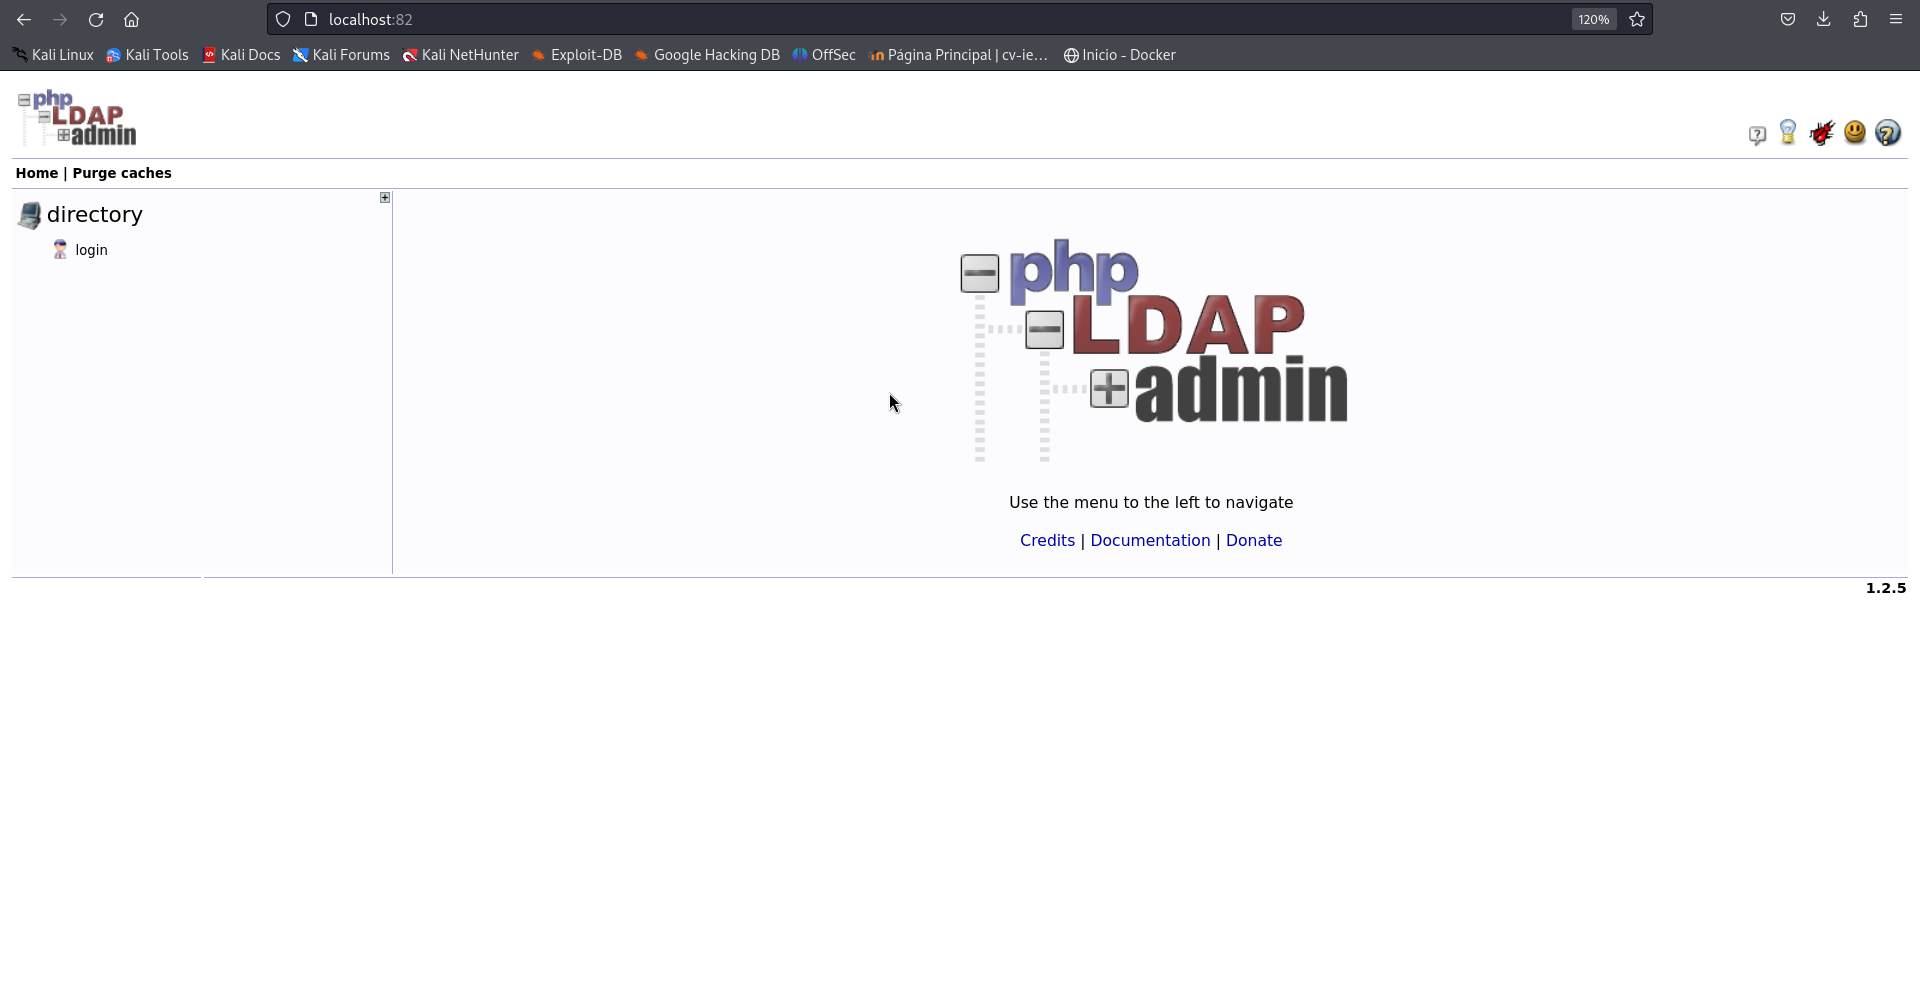 localhost:82
120%
Kali Linux Kali Tools Kali Docs Kali Forums Kali NetHunter Exploit-DB Google Hacking DB OffSec Página Principal | cv-ie... Inicio - Docker
php
LDAP
admin
Home | Purge caches
directory
login
php
LDAP
admin
Use the menu to the left to navigate
Credits | Documentation | Donate
1.2.5